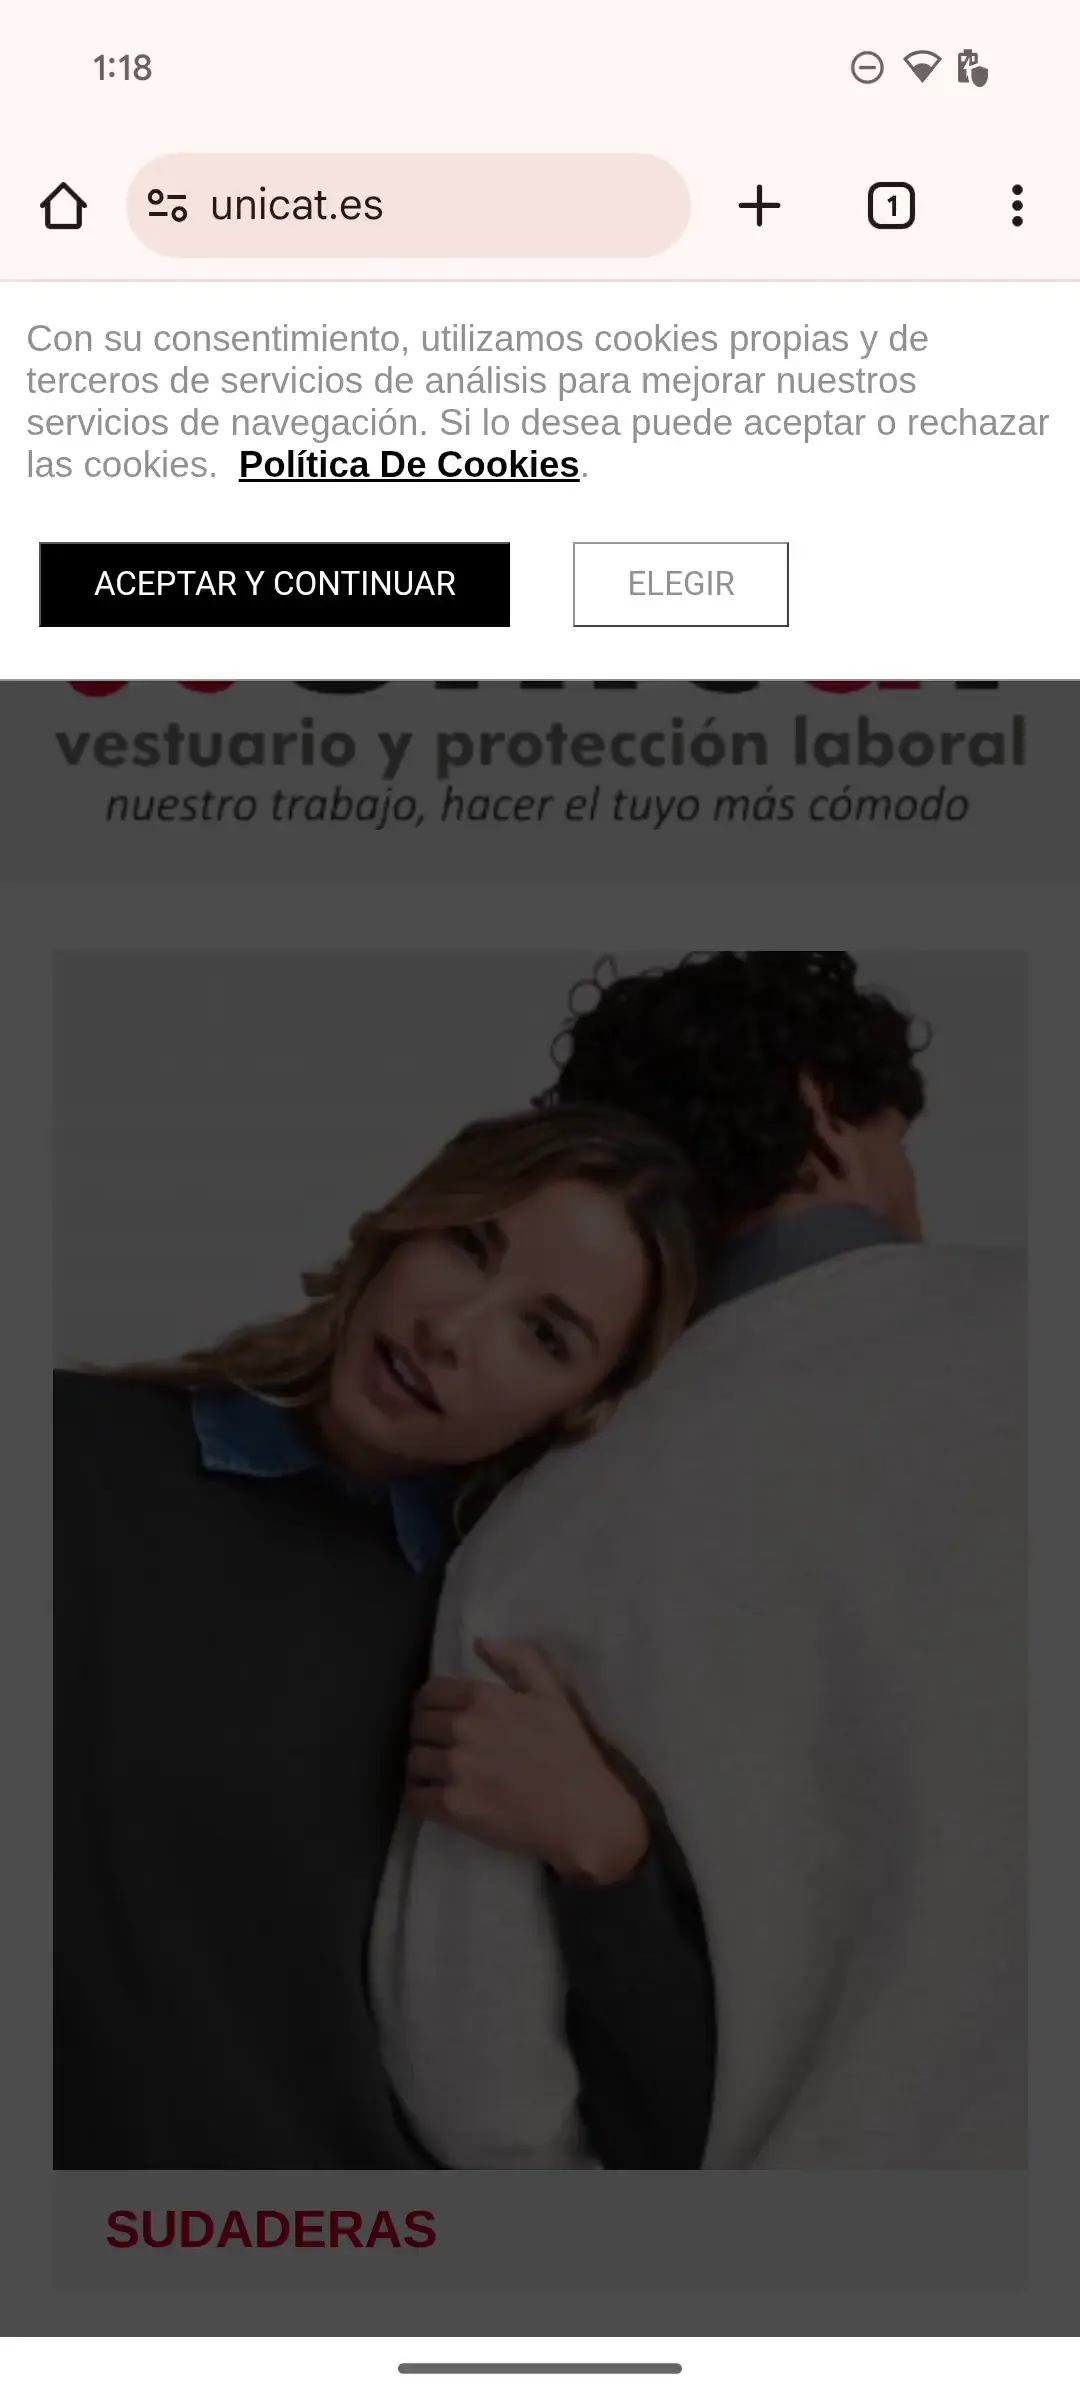 1:18
unicat.es
1
Con su consentimiento, utilizamos cookies propias y de
terceros de servicios de análisis para mejorar nuestros
servicios de navegación. Si lo desea puede aceptar o rechazar
las cookies. Política De Cookies.
ACEPTAR Y CONTINUAR
ELEGIR
vestuario y protección laboral
nuestro trabajo, hacer el tuyo más cómodo
SUDADERAS